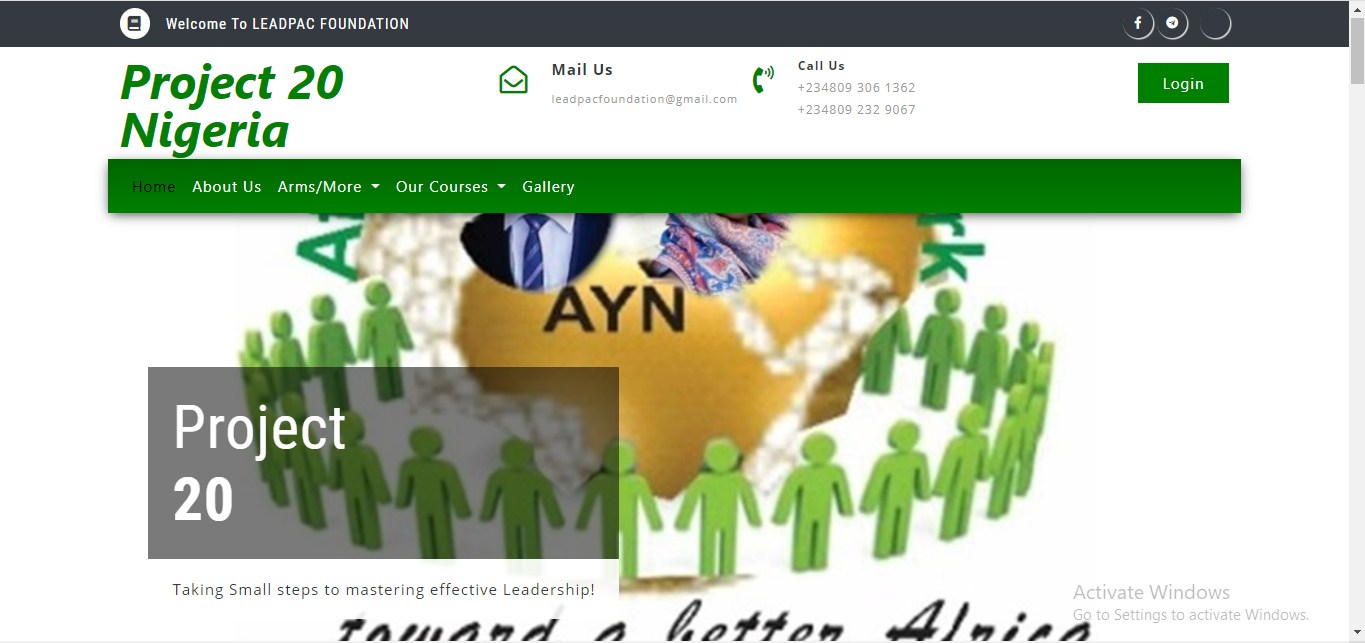 Welcome To LEADPAC FOUNDATION
Project 20
Nigeria
Mail Us
leadpacfoundation@gmail.com
Call Us
+234809 306 1362
+234809 232 9067
Login
Home About Us Arms/More Our Courses Gallery
AYN
Project
20
Taking Small steps to mastering effective Leadership!
toward a better Africa
Activate Windows
Go to Settings to activate Windows.